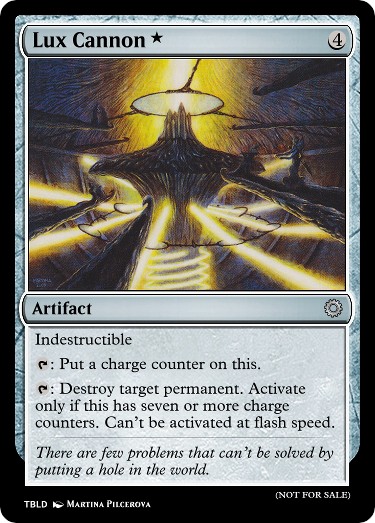 Lux Cannon ★ 4
Artifact
Indestructible
: Put a charge counter on this.
: Destroy target permanent. Activate
only if this has seven or more charge
counters. Can't be activated at flash speed.
There are few problems that can't be solved by
putting a hole in the world.
TBLD Martina Pilcerova
(NOT FOR SALE)